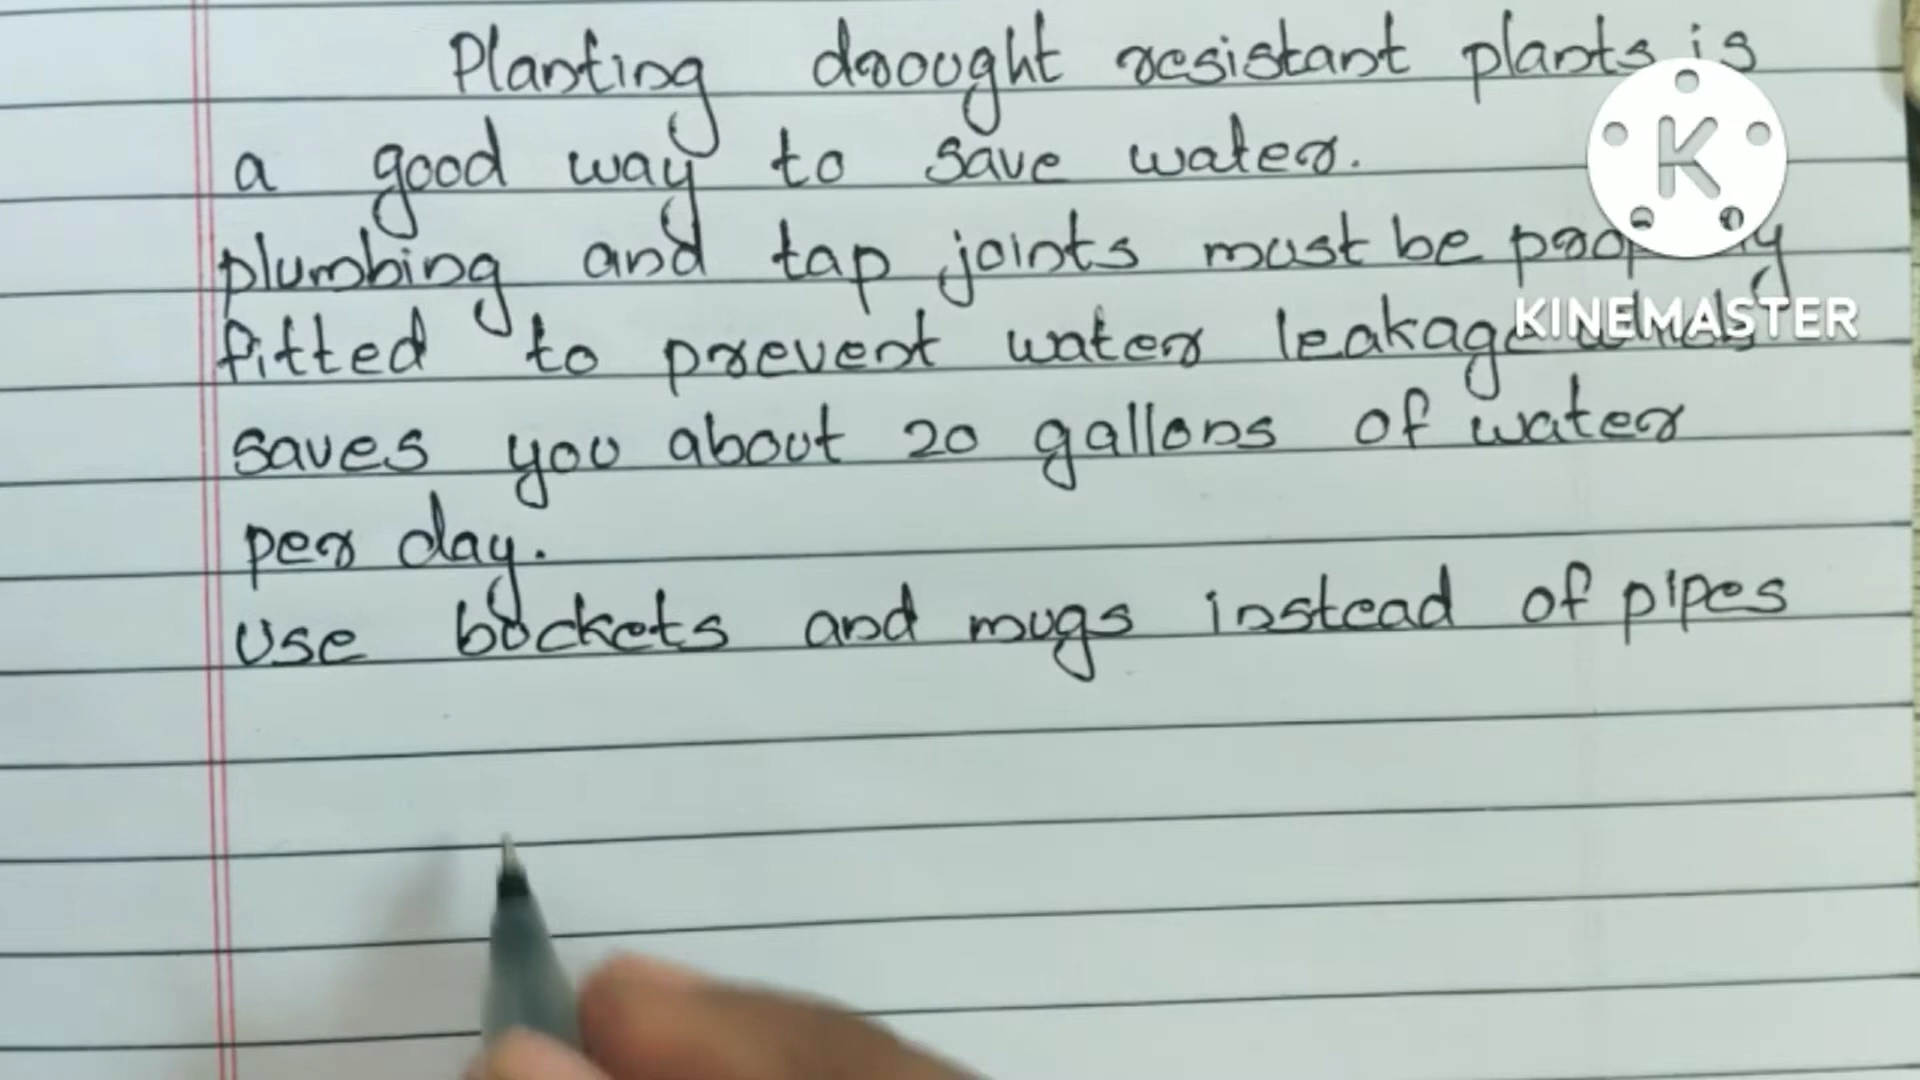 Planting drought resistant plants is
a good way to save water.
plumbing and tap joints must be properly
fitted to prevent water leakage which
saves you about 20 gallons of water
per day.
Use buckets and mugs instead of pipes
K
KINEMASTER